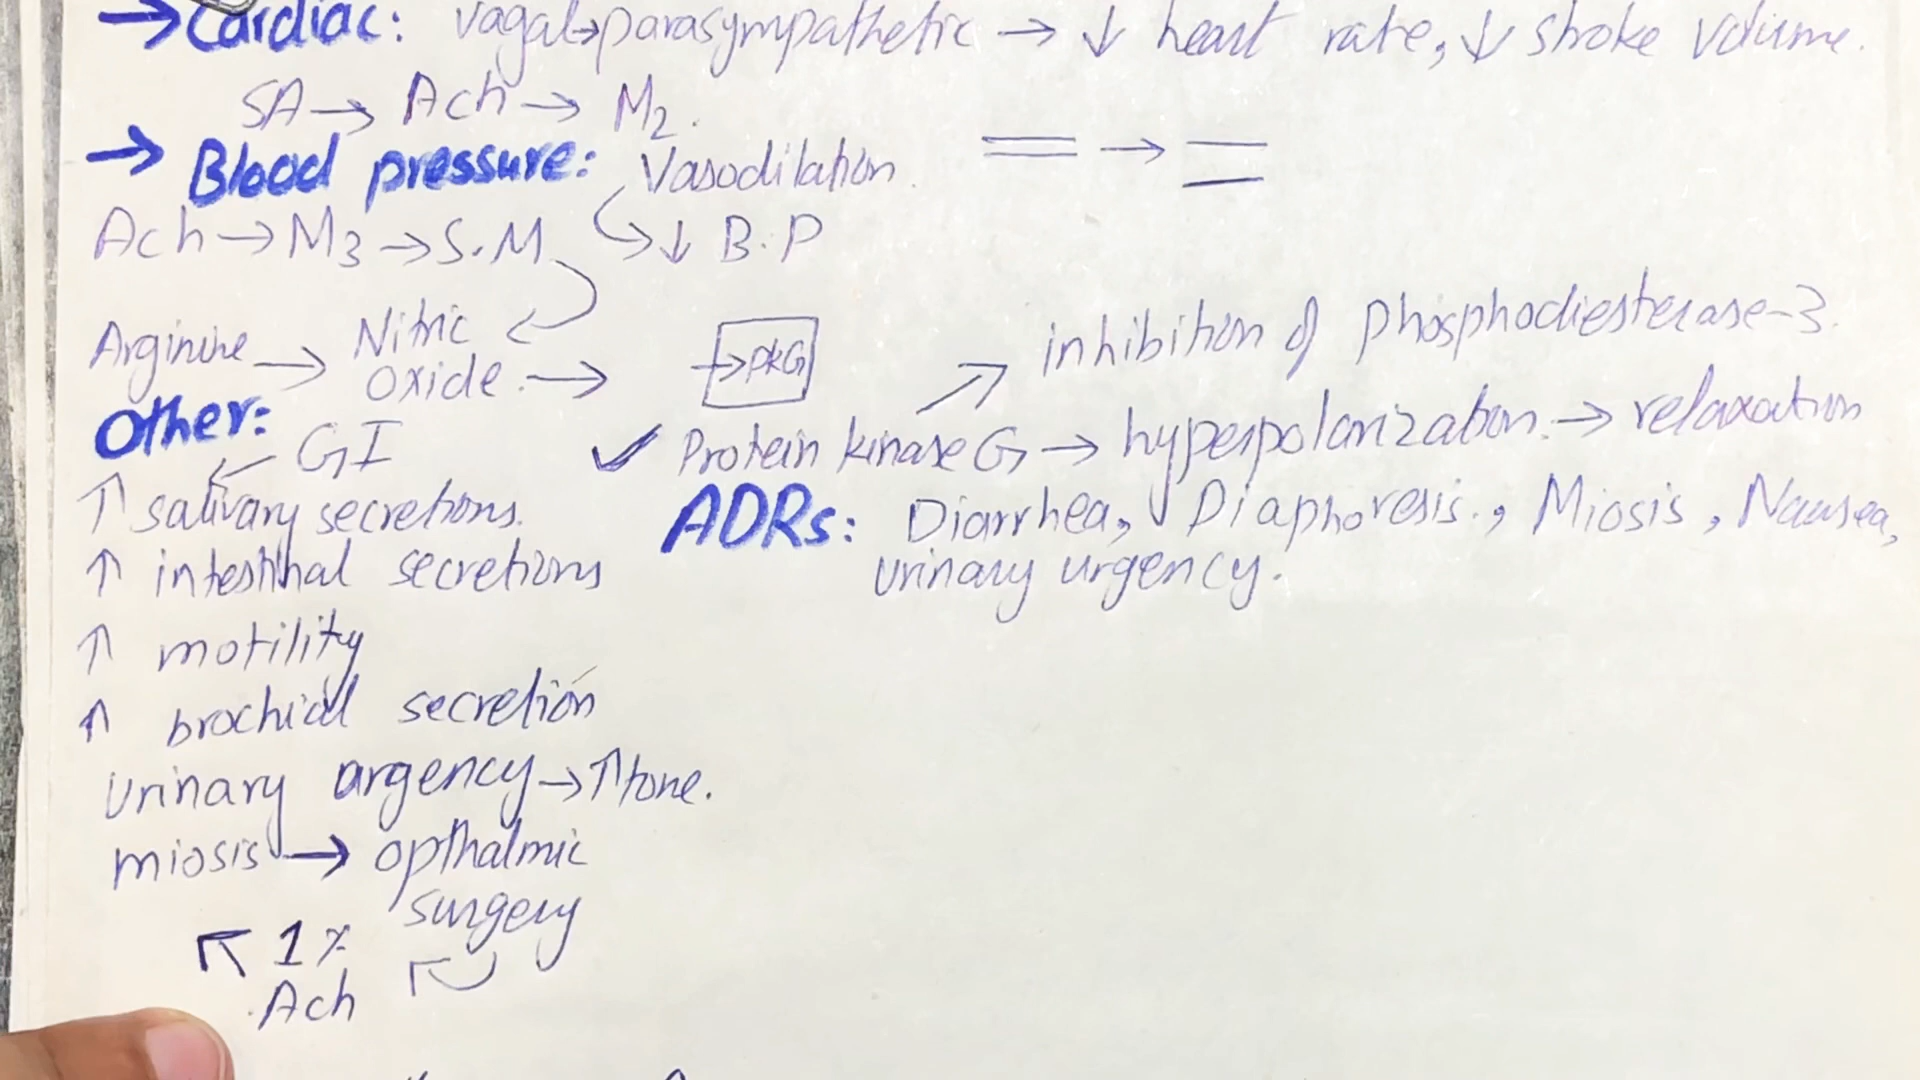 → Cardiac: vagal → parasympathetic → ↓ heart rate, ↓ stroke volume.
SA → Ach → M2.
→ Blood pressure: Vasodilation.
Ach → M3 → S.M ↓ B.P
Arginine → Nitric oxide. → → PKG
inhibition of phosphodiesterase-3.
✓ Protein kinase G → hyperpolarization. → relaxation
Other:
GI
↑ salivary secretions.
↑ intestinal secretions
↑ motility
↑ brochial secretion
urinary argency → ↑ tone.
miosis → opthalmic
surgery
1%
Ach
ADRs: Diarrhea, Diaphoresis., Miosis, Nausea,
urinary urgency.